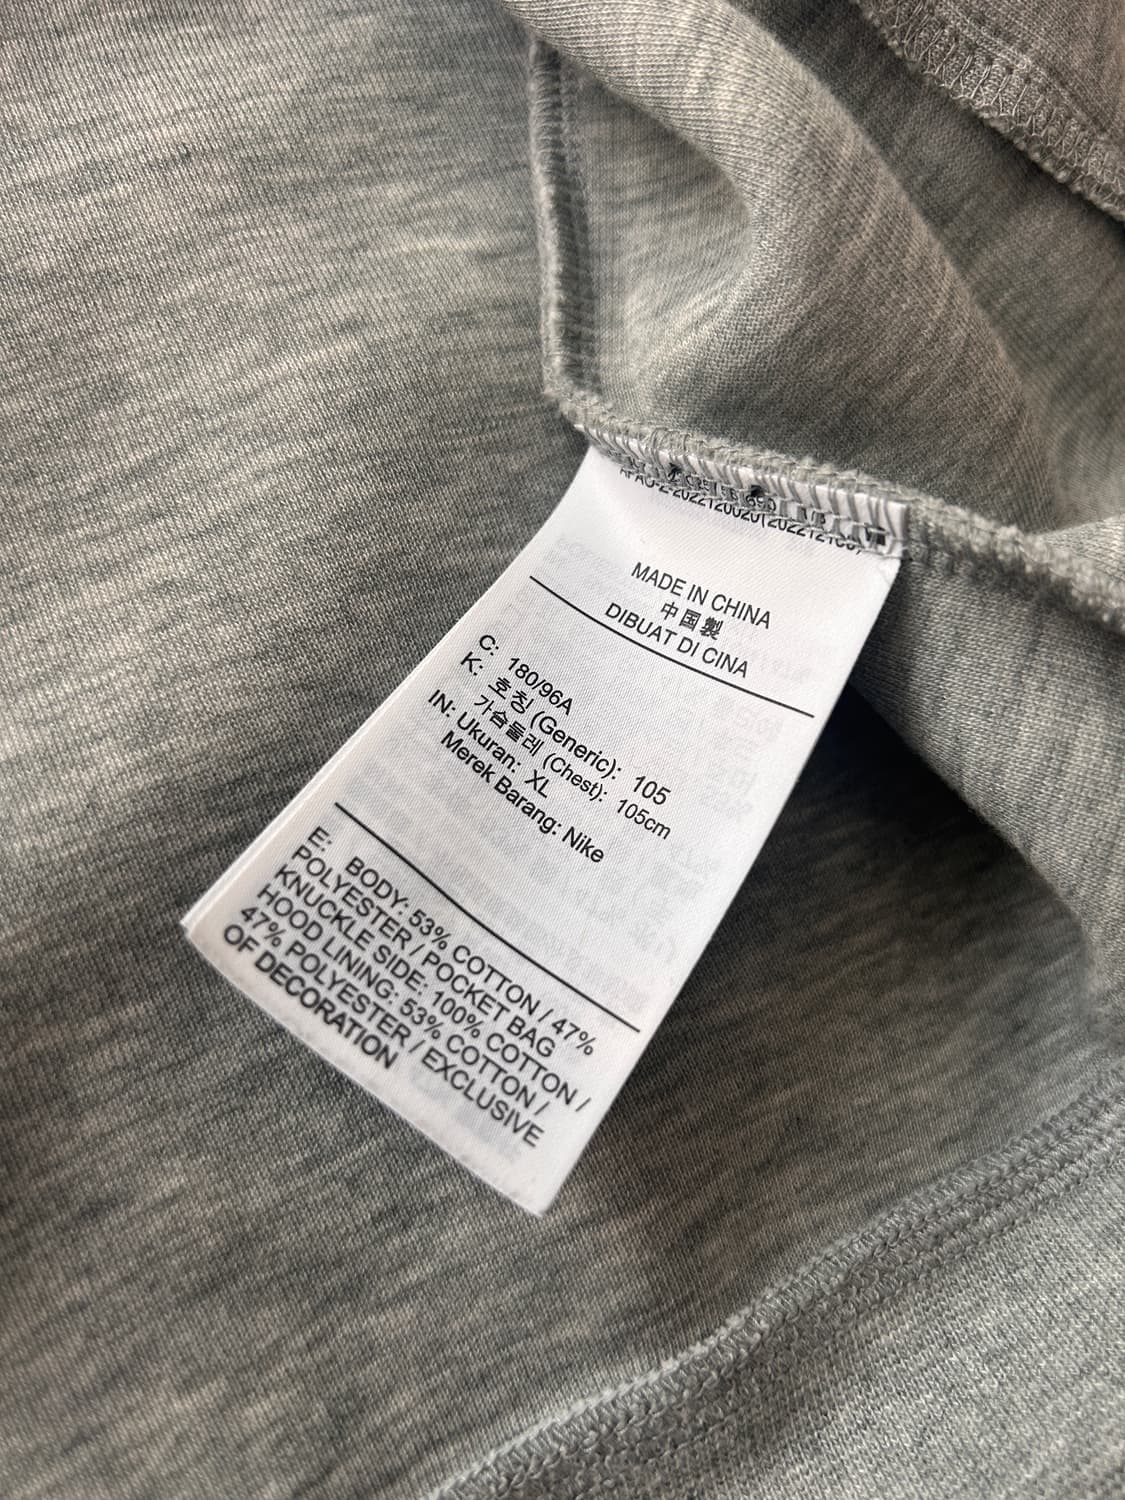 MADE IN CHINA
中国製
DIBUAT DI CINA
C: 180/96A
K: 호칭 (Generic): 105
가슴둘레 (Chest): 105cm
IN: Ukuran: XL
Merek Barang: Nike
E: BODY: 53% COTTON / 47%
POLYESTER / POCKET BAG
KNUCKLE SIDE: 100% COTTON /
HOOD LINING: 53% COTTON /
47% POLYESTER / EXCLUSIVE
OF DECORATION